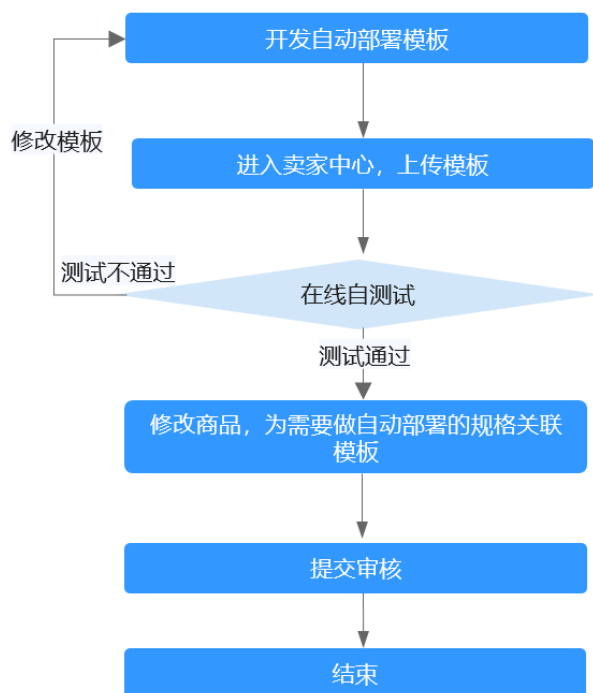 开发自动部署模板
修改模板
进入卖家中心，上传模板
测试不通过
在线自测试
测试通过
修改商品，为需要做自动部署的规格关联
模板
提交审核
结束